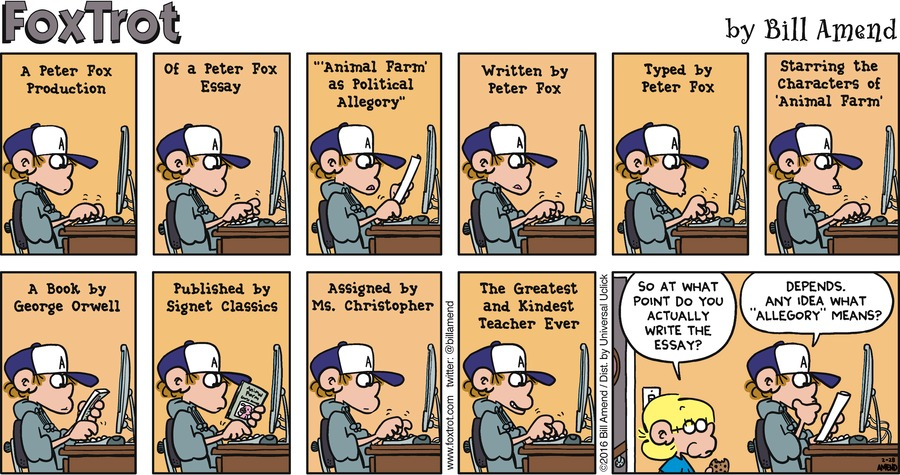 FoxTrot
by Bill Amend
A Peter Fox
Production
Of a Peter Fox
Essay
"'Animal Farm'
as Political
Allegory"
Written by
Peter Fox
Typed by
Peter Fox
Starring the
Characters of
'Animal Farm'
A
A
A
A
A
A
A Book by
George Orwell
Published by
Signet Classics
Assigned by
Ms. Christopher
The Greatest
and Kindest
Teacher Ever
SO AT WHAT
POINT DO YOU
ACTUALLY
WRITE THE
ESSAY?
DEPENDS.
ANY IDEA WHAT
"ALLEGORY" MEANS?
A
A
A
A
A
www.foxtrot.com twitter: @billamend
©2016 Bill Amend / Dist. by Universal Uclick
2-28
AMEND